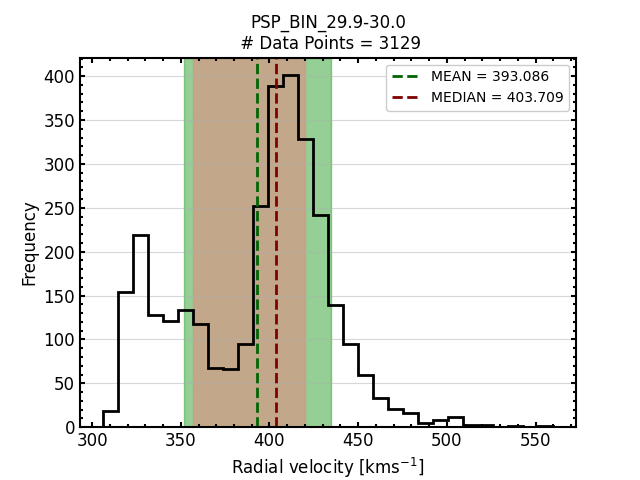 PSP_BIN_29.9-30.0
# Data Points = 3129
MEAN = 393.086
MEDIAN = 403.709
Frequency
400
350
300
250
200
150
100
50
0
300 350 400 450 500 550
Radial velocity [kms⁻¹]